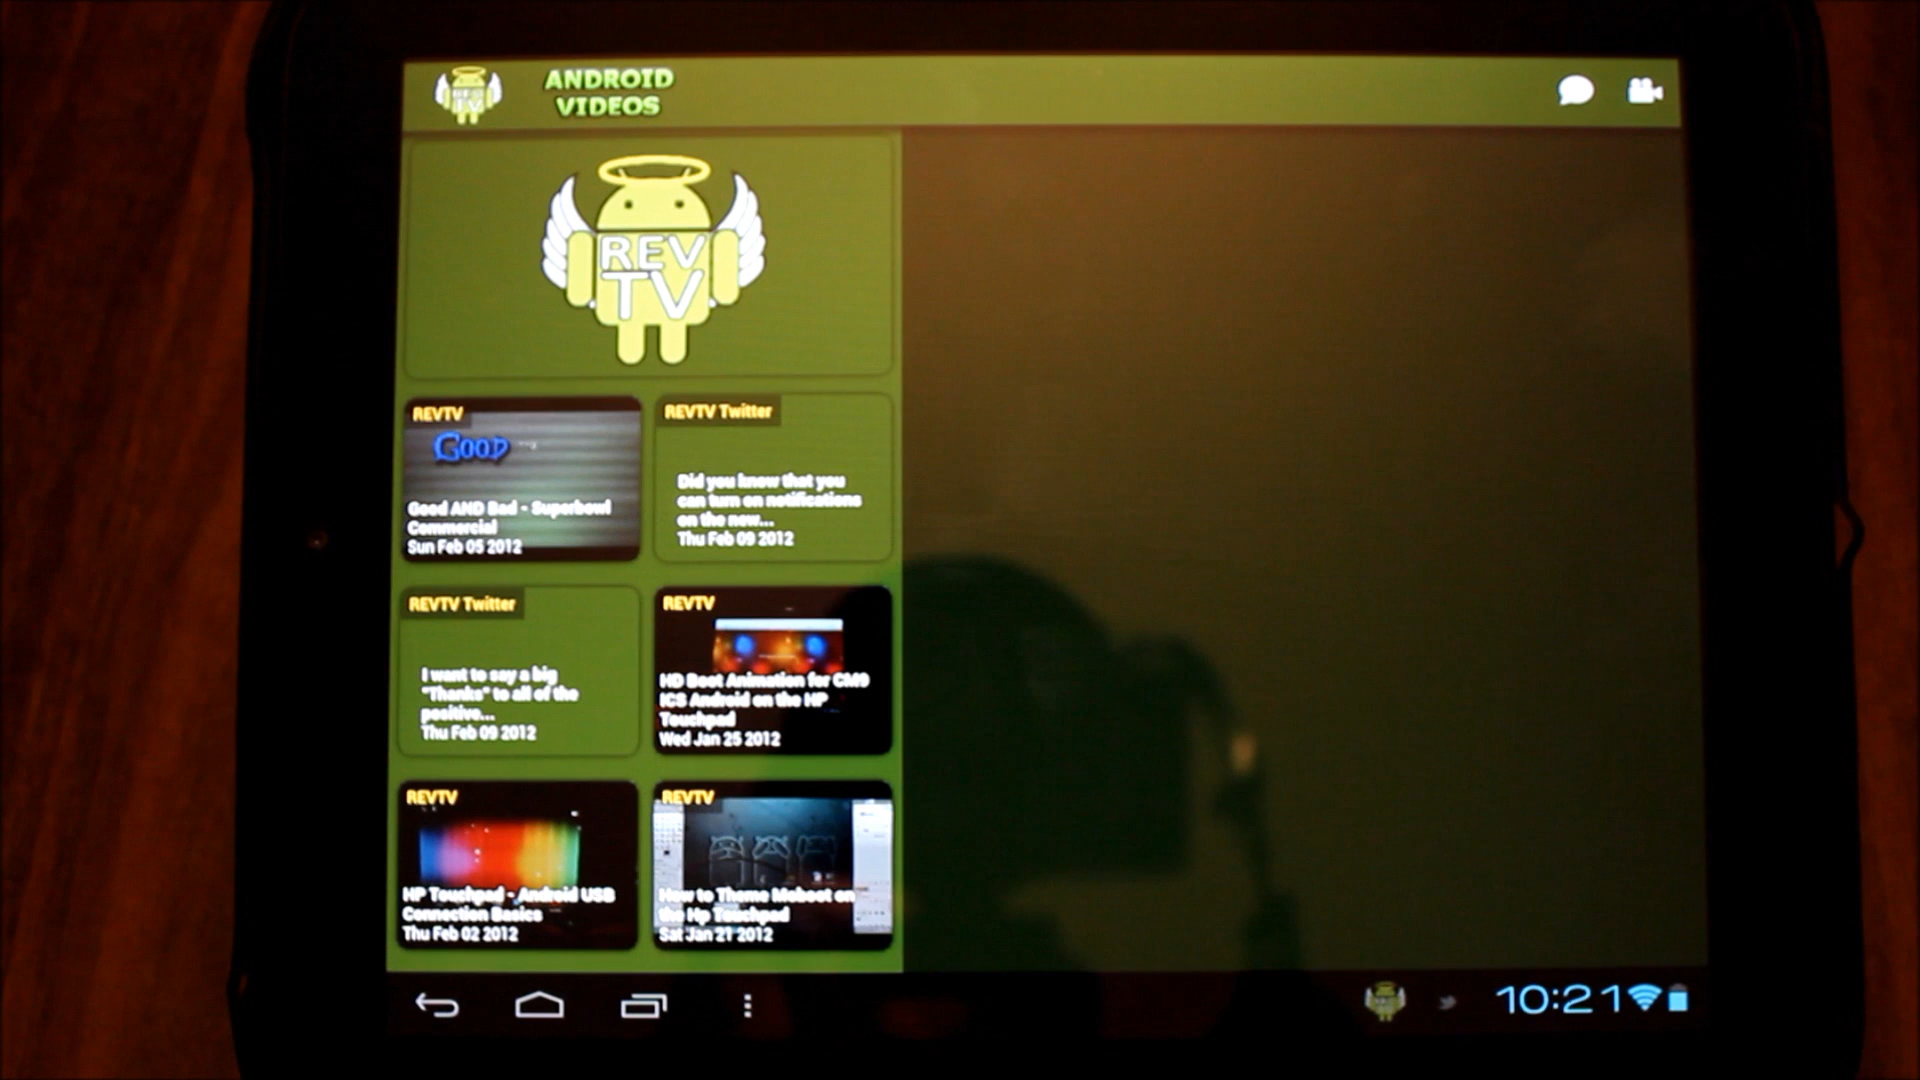 REV
TV
ANDROID
VIDEOS
REV
TV
REVTV
GOOD
Good AND Bad - Superbowl
Commercial
Sun Feb 05 2012
REVTV Twitter
Did you know that you
can turn on notifications
on the new...
Thu Feb 09 2012
REVTV Twitter
I want to say a big
"Thanks" to all of the
positive...
Thu Feb 09 2012
REVTV
HD Boot Animation for CM9
ICS Android on the HP
Touchpad
Wed Jan 25 2012
REVTV
HP Touchpad - Android USB
Connection Basics
Thu Feb 02 2012
REVTV
How to Theme Moboot on
the Hp Touchpad
Sat Jan 21 2012
10:21